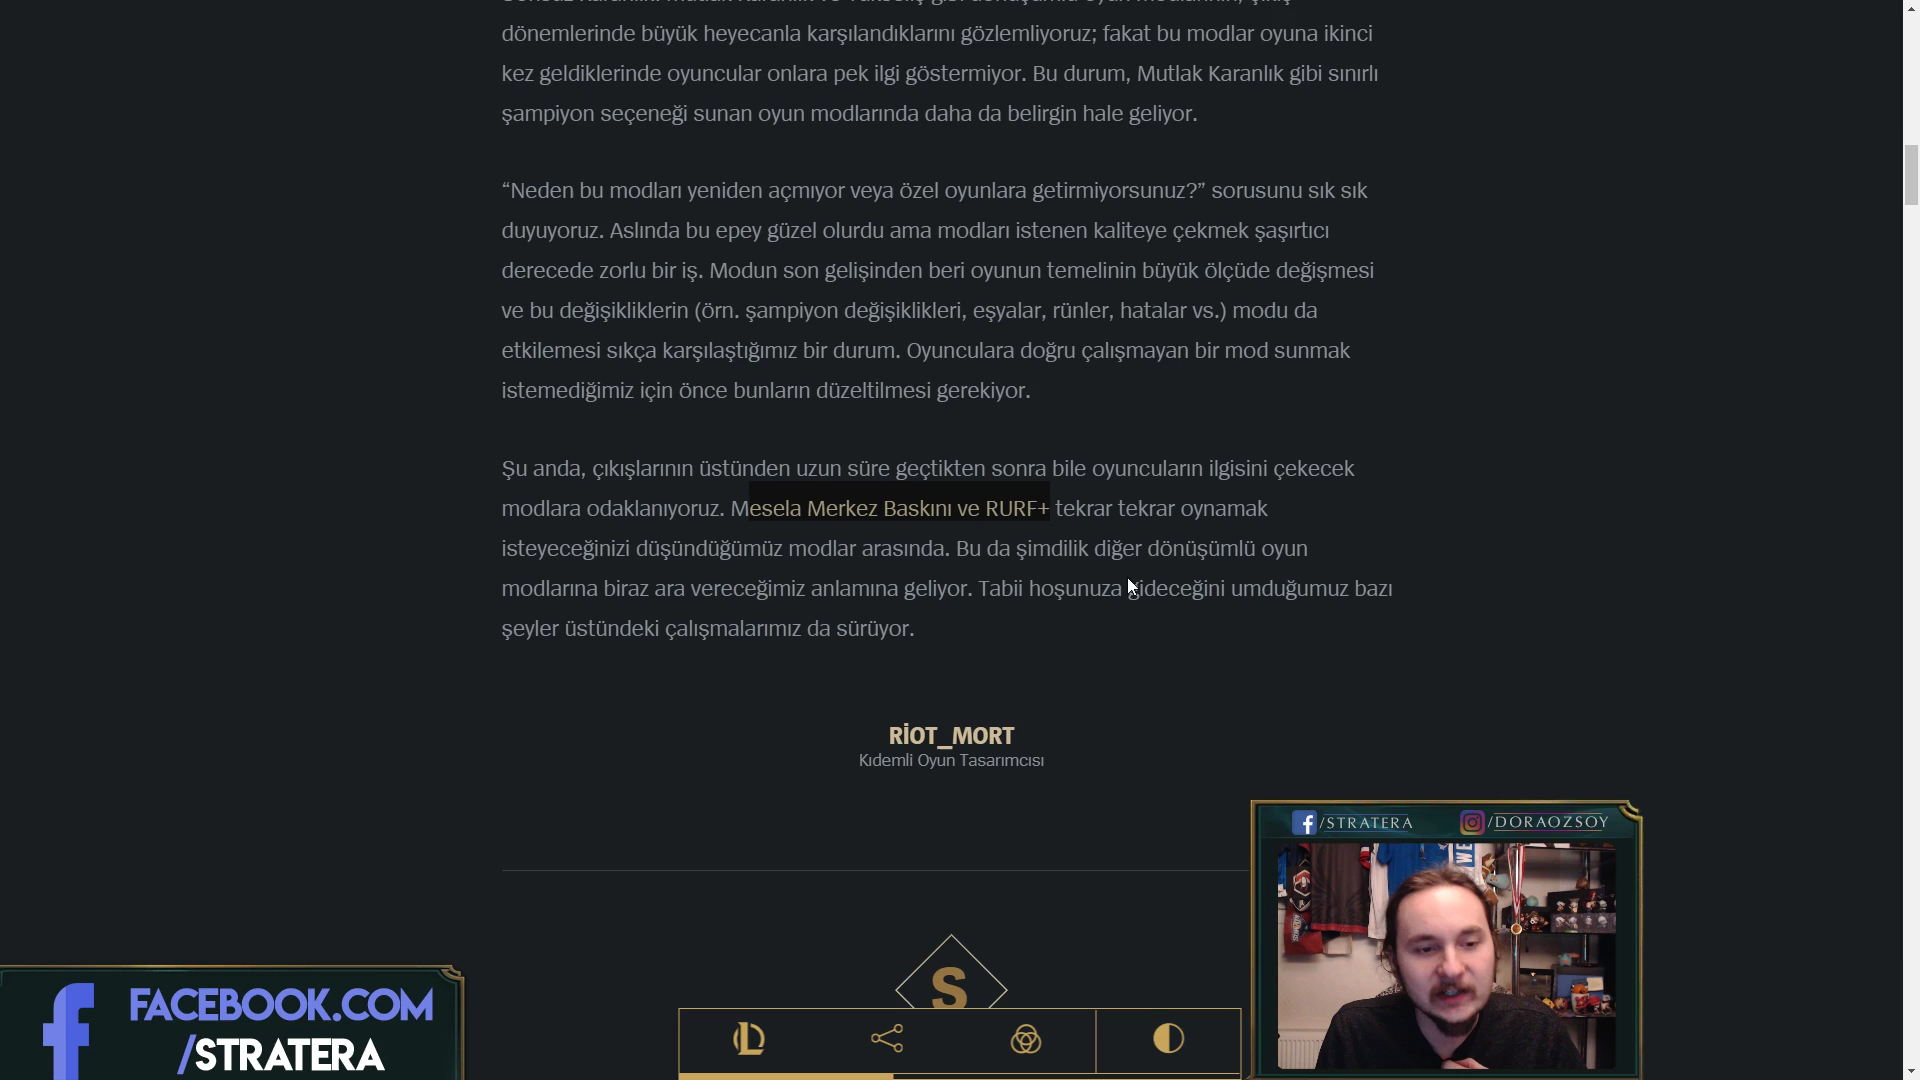 dönemlerinde büyük heyecanla karşılandıklarını gözlemliyoruz; fakat bu modlar oyuna ikinci
kez geldiklerinde oyuncular onlara pek ilgi göstermiyor. Bu durum, Mutlak Karanlık gibi sınırlı
şampiyon seçeneği sunan oyun modlarında daha da belirgin hale geliyor.
“Neden bu modları yeniden açmıyor veya özel oyunlara getirmiyorsunuz?” sorusunu sık sık
duyuyoruz. Aslında bu epey güzel olurdu ama modları istenen kaliteye çekmek şaşırtıcı
derecede zorlu bir iş. Modun son gelişinden beri oyunun temelinin büyük ölçüde değişmesi
ve bu değişikliklerin (örn. şampiyon değişiklikleri, eşyalar, rünler, hatalar vs.) modu da
etkilemesi sıkça karşılaştığımız bir durum. Oyunculara doğru çalışmayan bir mod sunmak
istemediğimiz için önce bunların düzeltilmesi gerekiyor.
Şu anda, çıkışlarının üstünden uzun süre geçtikten sonra bile oyuncuların ilgisini çekecek
modlara odaklanıyoruz. Mesela Merkez Baskını ve RURF+ tekrar tekrar oynamak
isteyeceğinizi düşündüğümüz modlar arasında. Bu da şimdilik diğer dönüşümlü oyun
modlarına biraz ara vereceğimiz anlamına geliyor. Tabii hoşunuza gideceğini umduğumuz bazı
şeyler üstündeki çalışmalarımız da sürüyor.
RİOT_MORT
Kıdemli Oyun Tasarımcısı
/STRATERA
/DORAOZSOY
S
FACEBOOK.COM
/STRATERA